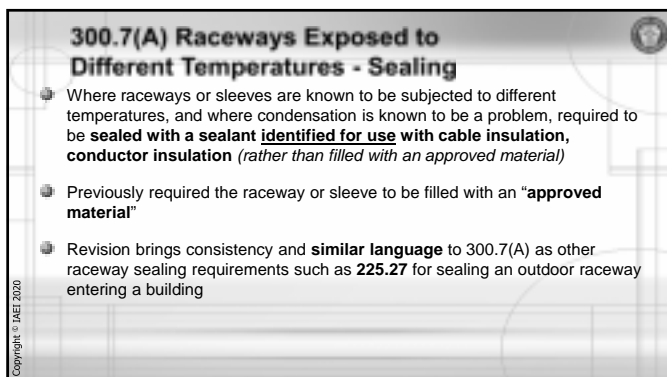 300.7(A) Raceways Exposed to
Different Temperatures - Sealing
Where raceways or sleeves are known to be subjected to different
temperatures, and where condensation is known to be a problem, required to
be sealed with a sealant identified for use with cable insulation,
conductor insulation (rather than filled with an approved material)
Previously required the raceway or sleeve to be filled with an “approved
material”
Revision brings consistency and similar language to 300.7(A) as other
raceway sealing requirements such as 225.27 for sealing an outdoor raceway
entering a building
Copyright © IAEI 2020